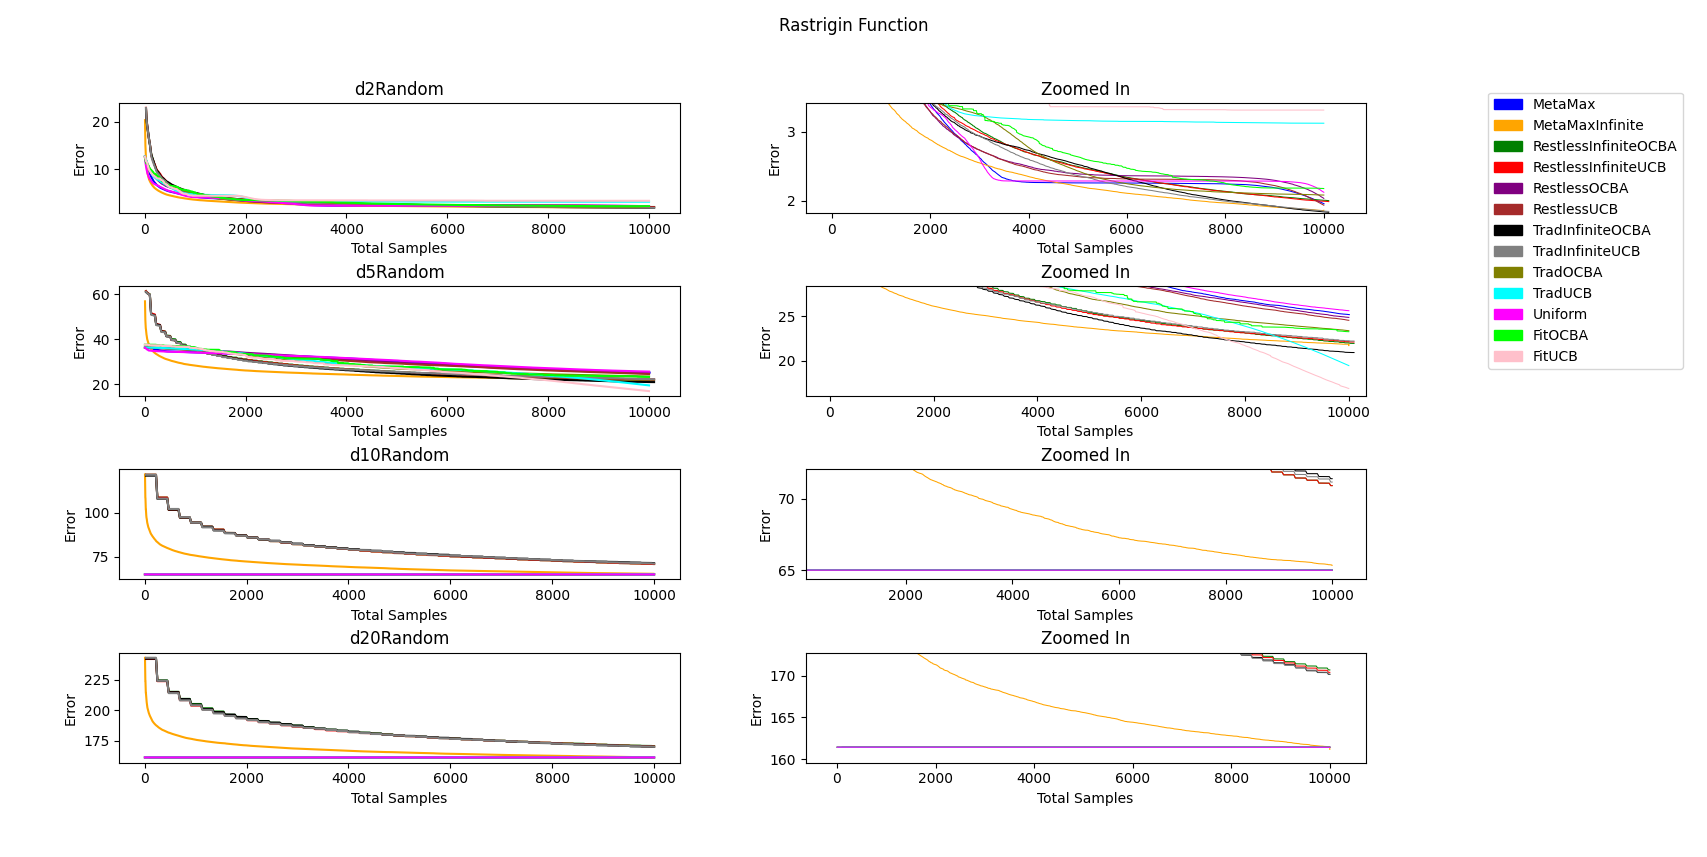 Rastrigin Function
d2Random
Error
20
10
0 2000 4000 6000 8000 10000
Total Samples
Zoomed In
Error
3
2
0 2000 4000 6000 8000 10000
Total Samples
MetaMax
MetaMaxInfinite
RestlessInfiniteOCBA
RestlessInfiniteUCB
RestlessOCBA
RestlessUCB
TradInfiniteOCBA
TradInfiniteUCB
TradOCBA
TradUCB
Uniform
FitOCBA
FitUCB
d5Random
Error
60
40
20
0 2000 4000 6000 8000 10000
Total Samples
Zoomed In
Error
25
20
0 2000 4000 6000 8000 10000
Total Samples
d10Random
Error
100
75
0 2000 4000 6000 8000 10000
Total Samples
Zoomed In
Error
70
65
2000 4000 6000 8000 10000
Total Samples
d20Random
Error
225
200
175
0 2000 4000 6000 8000 10000
Total Samples
Zoomed In
Error
170
165
160
0 2000 4000 6000 8000 10000
Total Samples